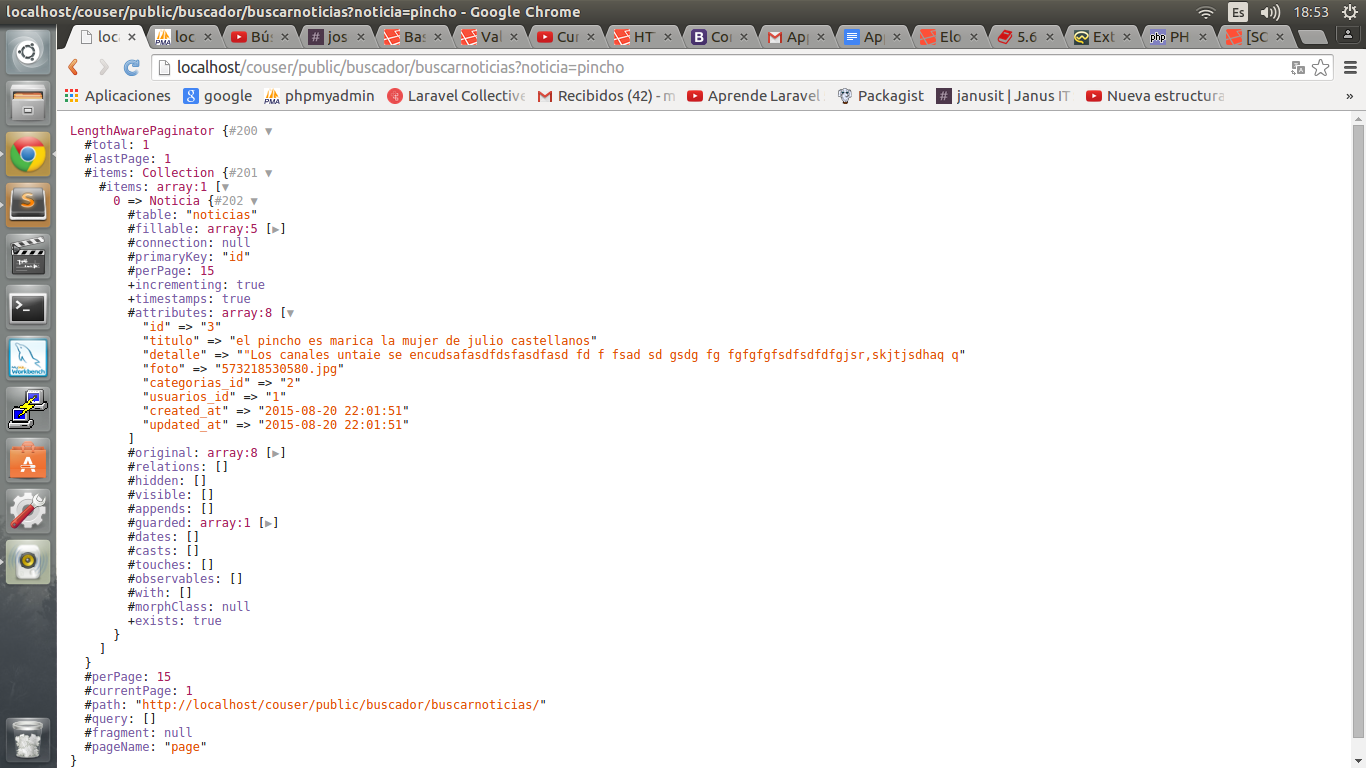 localhost/couser/public/buscador/buscarnoticias?noticia=pincho - Google Chrome
Es
18:53
loca
loc
Bú
jos
Bas
Val
Cur
HT
Cor
App
App
Elo
5.6
Ext
PH
[SC
localhost/couser/public/buscador/buscarnoticias?noticia=pincho
Aplicaciones
google
phpmyadmin
Laravel Collective
Recibidos (42) - m
Aprende Laravel
Packagist
janusit | Janus IT
Nueva estructura
»
LengthAwarePaginator {#200 ▼
#total: 1
#lastPage: 1
#items: Collection {#201 ▼
#items: array:1 [▼
0 => Noticia {#202 ▼
#table: "noticias"
#fillable: array:5 [▶]
#connection: null
#primaryKey: "id"
#perPage: 15
+incrementing: true
+timestamps: true
#attributes: array:8 [▼
"id" => "3"
"titulo" => "el pincho es marica la mujer de julio castellanos"
"detalle" => ""Los canales untaie se encudsafasdfdsfasdfasd fd f fsad sd gsdg fg fgfgfgfsdfsdfdfgjsr,skjtjsdhaq q"
"foto" => "573218530580.jpg"
"categorias_id" => "2"
"usuarios_id" => "1"
"created_at" => "2015-08-20 22:01:51"
"updated_at" => "2015-08-20 22:01:51"
]
#original: array:8 [▶]
#relations: []
#hidden: []
#visible: []
#appends: []
#guarded: array:1 [▶]
#dates: []
#casts: []
#touches: []
#observables: []
#with: []
#morphClass: null
+exists: true
}
]
}
#perPage: 15
#currentPage: 1
#path: "http://localhost/couser/public/buscador/buscarnoticias/"
#query: []
#fragment: null
#pageName: "page"
}